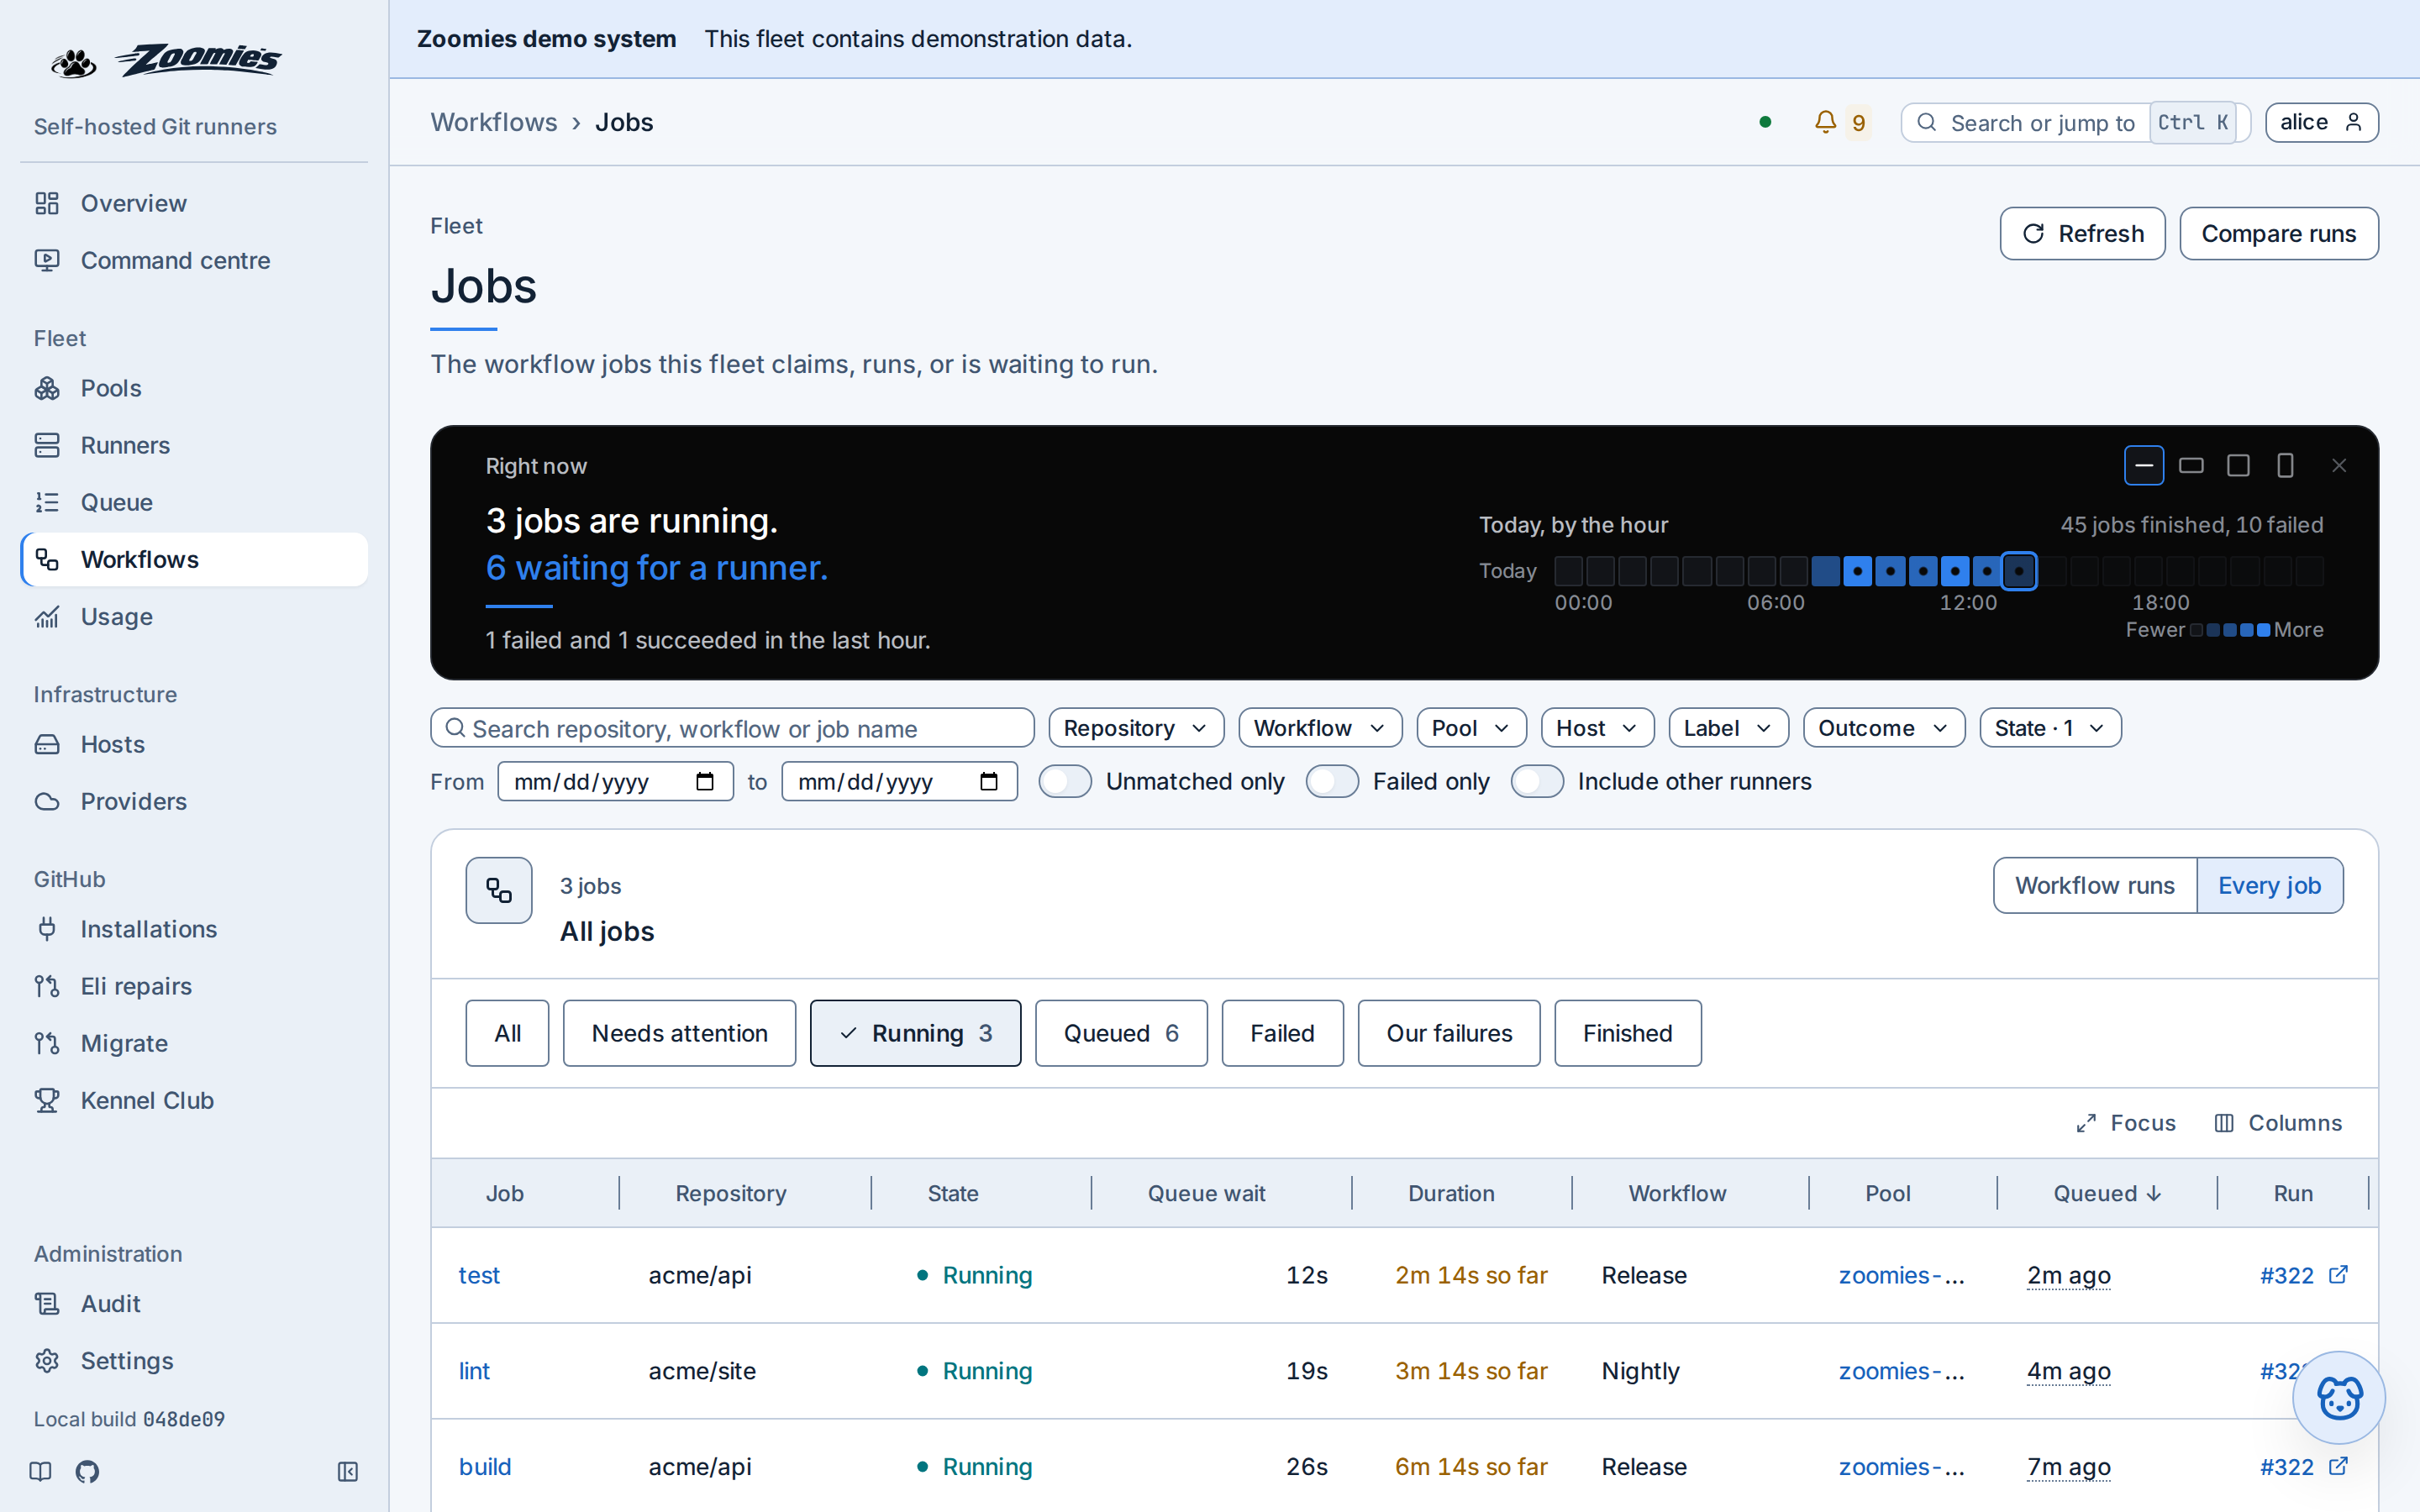 Zoomies
Self-hosted Git runners
Overview
Command centre
Fleet
Pools
Runners
Queue
Workflows
Usage
Infrastructure
Hosts
Providers
GitHub
Installations
Eli repairs
Migrate
Kennel Club
Administration
Audit
Settings
Local build 048de09
Zoomies demo system This fleet contains demonstration data.
Workflows › Jobs
9
Search or jump to Ctrl K
alice
Fleet
Jobs
The workflow jobs this fleet claims, runs, or is waiting to run.
Refresh
Compare runs
Right now
3 jobs are running.
6 waiting for a runner.
1 failed and 1 succeeded in the last hour.
Today, by the hour
45 jobs finished, 10 failed
Today
00:00 06:00 12:00 18:00
Fewer More
Search repository, workflow or job name
Repository
Workflow
Pool
Host
Label
Outcome
State · 1
From mm/dd/yyyy to mm/dd/yyyy
Unmatched only
Failed only
Include other runners
3 jobs
All jobs
Workflow runs
Every job
All
Needs attention
Running 3
Queued 6
Failed
Our failures
Finished
Focus
Columns
Job Repository State Queue wait Duration Workflow Pool Queued Run
test acme/api Running 12s 2m 14s so far Release zoomies-... 2m ago #322
lint acme/site Running 19s 3m 14s so far Nightly zoomies-... 4m ago
build acme/api Running 26s 6m 14s so far Release zoomies-... 7m ago #322